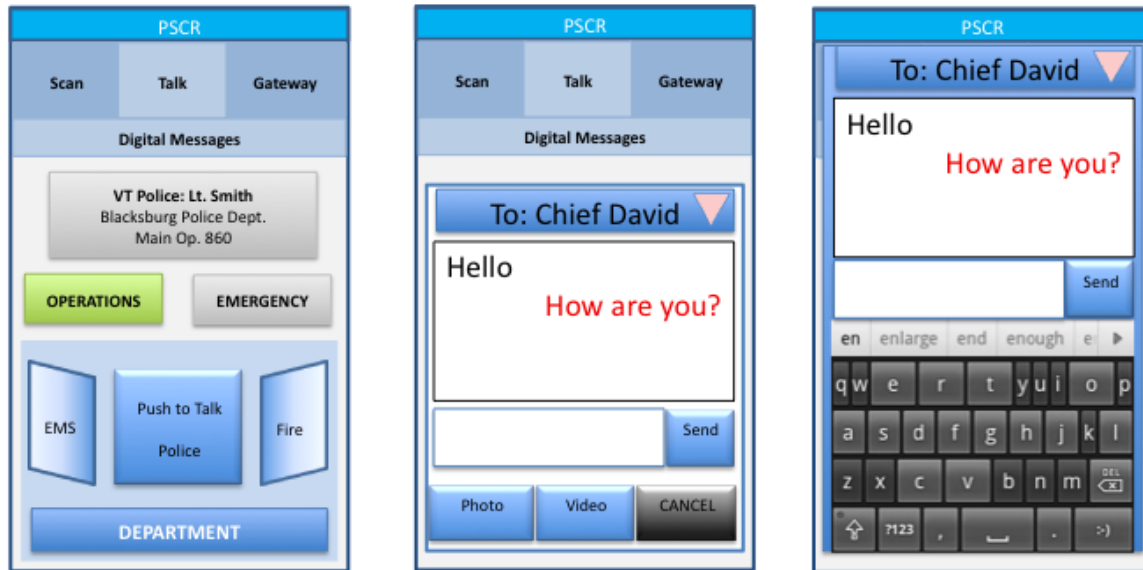 PSCR
Scan Talk Gateway
Digital Messages
VT Police: Lt. Smith
Blacksburg Police Dept.
Main Op. 860
OPERATIONS EMERGENCY
EMS
Push to Talk
Police
Fire
DEPARTMENT
PSCR
Scan Talk Gateway
Digital Messages
To: Chief David
Hello
How are you?
Send
Photo Video CANCEL
PSCR
To: Chief David
Hello
How are you?
Send
en enlarge end enough
q w e r t y u i o p
a s d f g h j k l
z x c v b n m DEL
?123 , . :-)